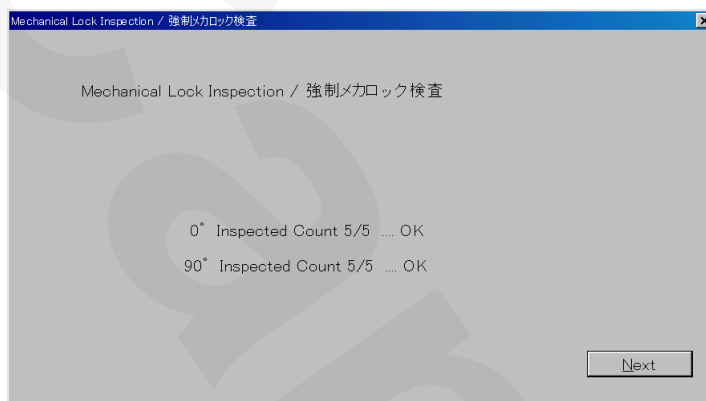 Mechanical Lock Inspection / 強制メカロック検査
Mechanical Lock Inspection / 強制メカロック検査
0° Inspected Count 5/5 .... OK
90° Inspected Count 5/5 .... OK
Next